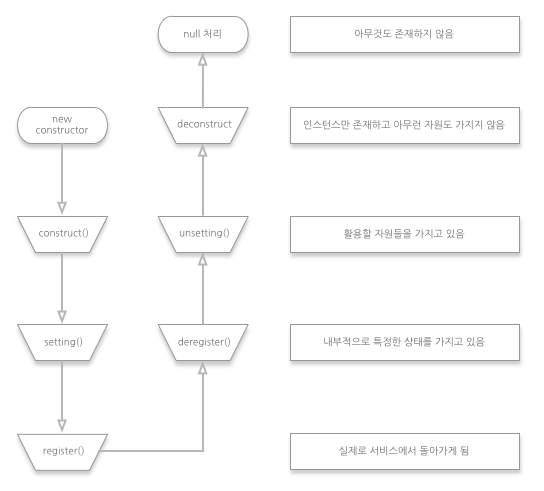 null 처리
아무것도 존재하지 않음
new
constructor
deconstruct
인스턴스만 존재하고 아무런 자원도 가지지 않음
construct()
unsetting()
활용할 자원들을 가지고 있음
setting()
deregister()
내부적으로 특정한 상태를 가지고 있음
register()
실제로 서비스에서 돌아가게 됨